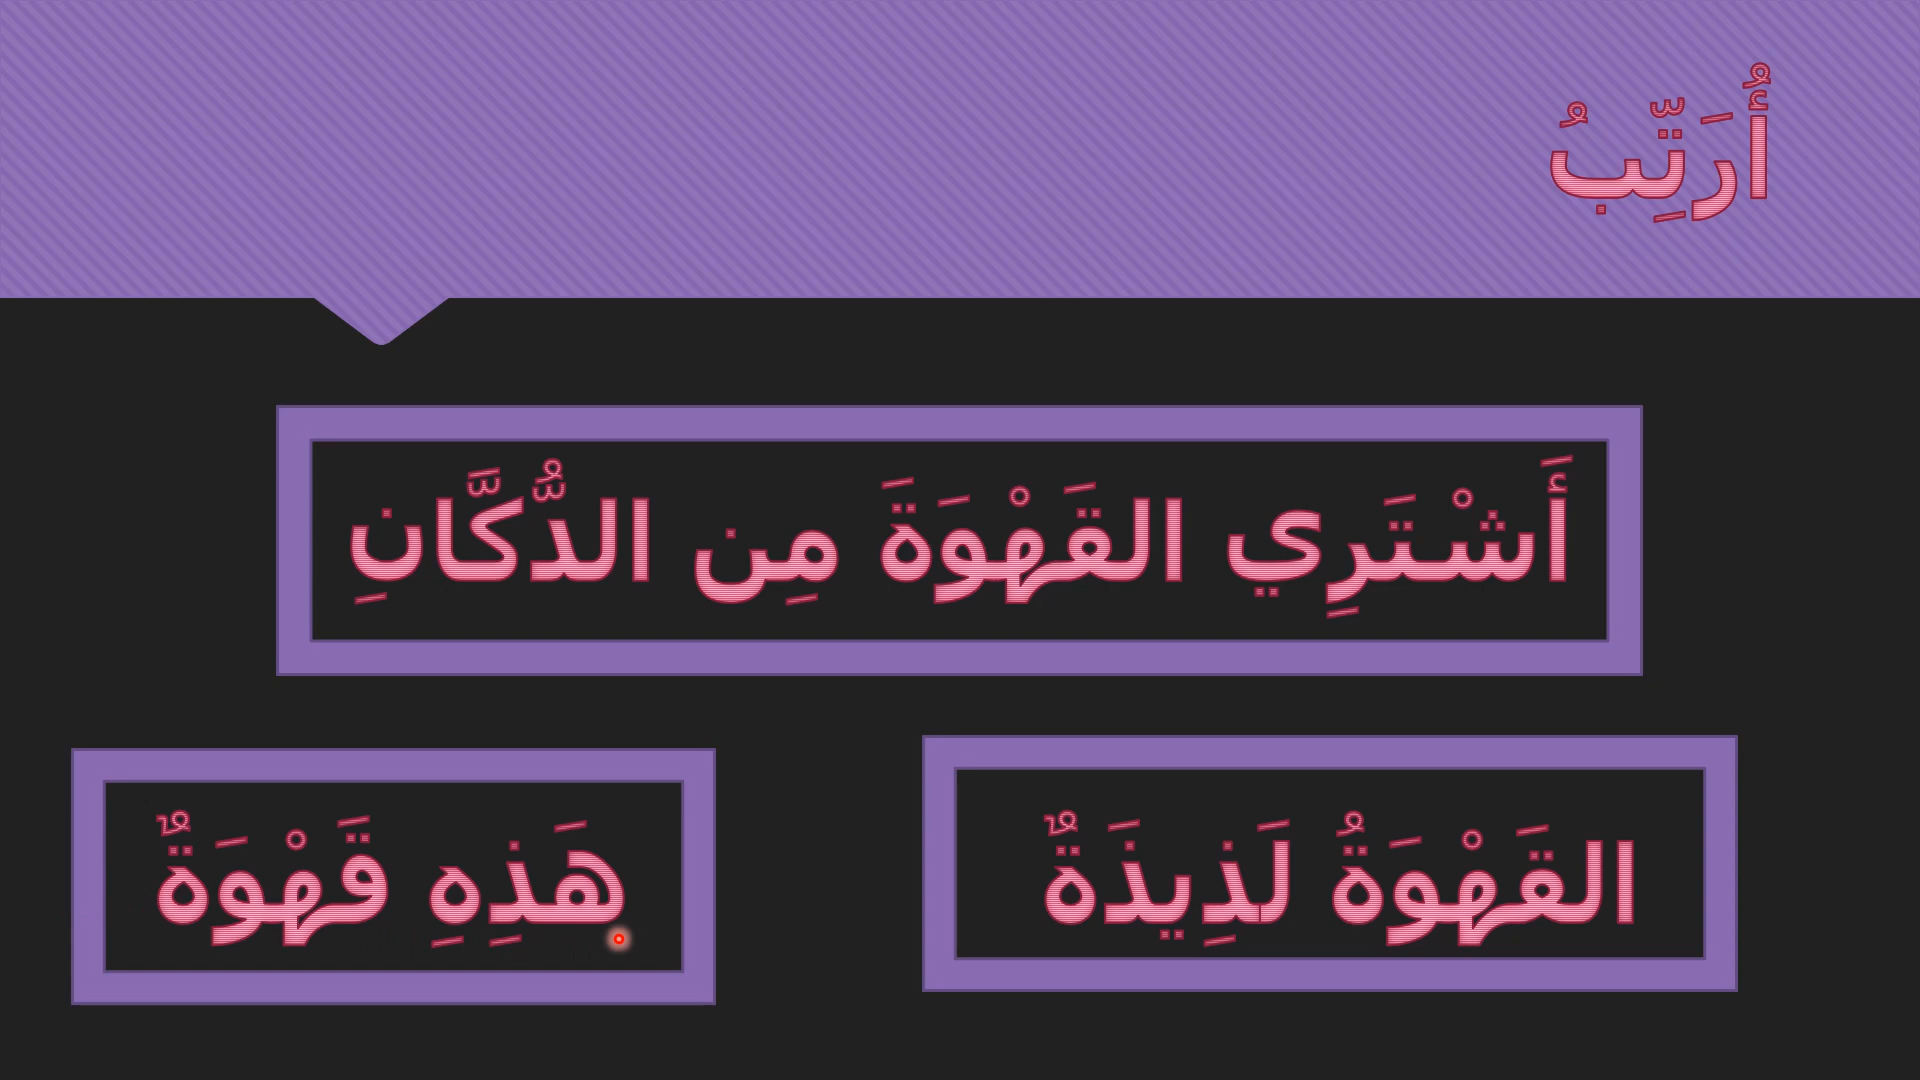 أُرَتِّبُ
أَشْتَرِي القَهْوَةَ مِن الدُّكَّانِ
القَهْوَةُ لَذِيذَةٌ
هَذِهِ قَهْوَةٌ